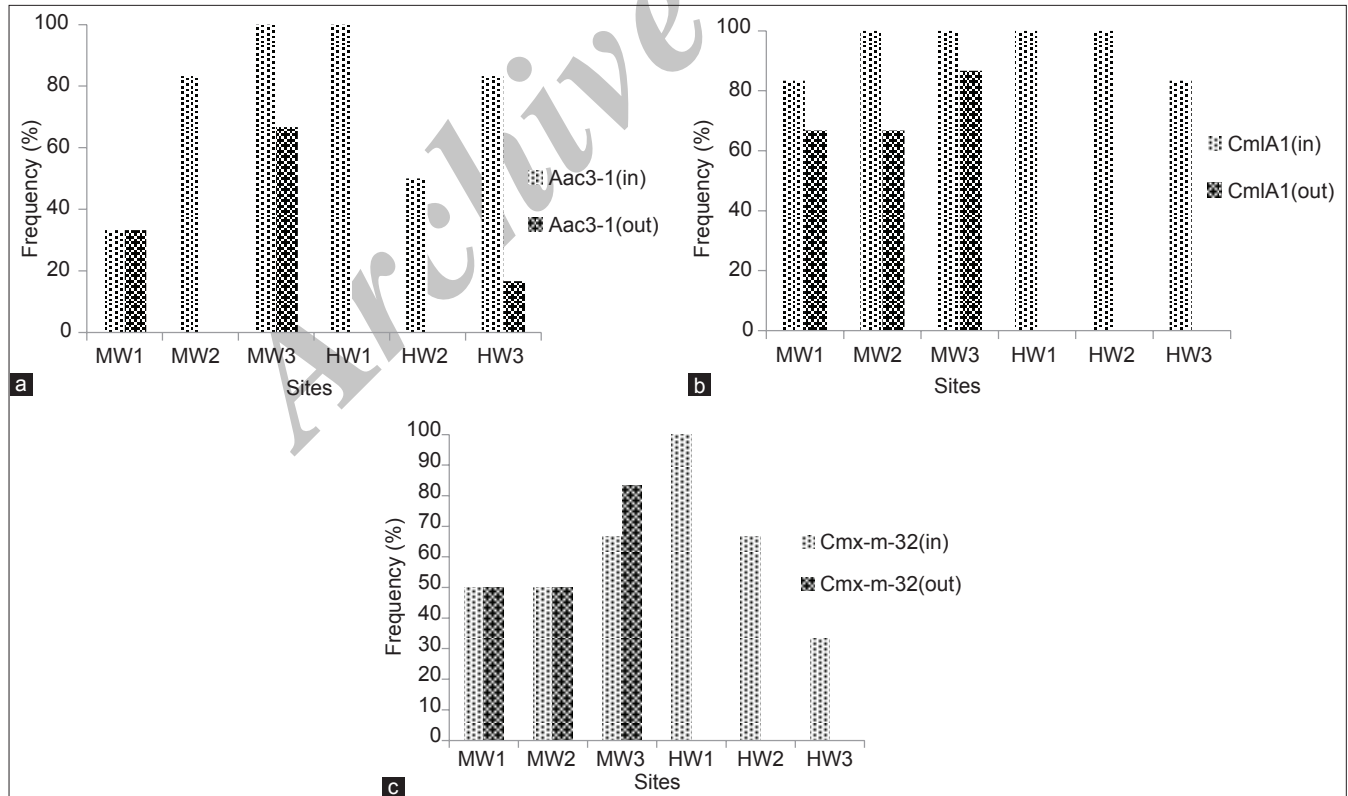 Archive
100
80
60
40
20
0
Frequency (%)
MW1 MW2 MW3 HW1 HW2 HW3
Sites
Aac3-1(in)
Aac3-1(out)
a
100
80
60
40
20
0
Frequency (%)
MW1 MW2 MW3 HW1 HW2 HW3
Sites
CmlA1(in)
CmlA1(out)
b
100
90
80
70
60
50
40
30
20
10
0
Frequency (%)
MW1 MW2 MW3 HW1 HW2 HW3
Sites
Cmx-m-32(in)
Cmx-m-32(out)
c